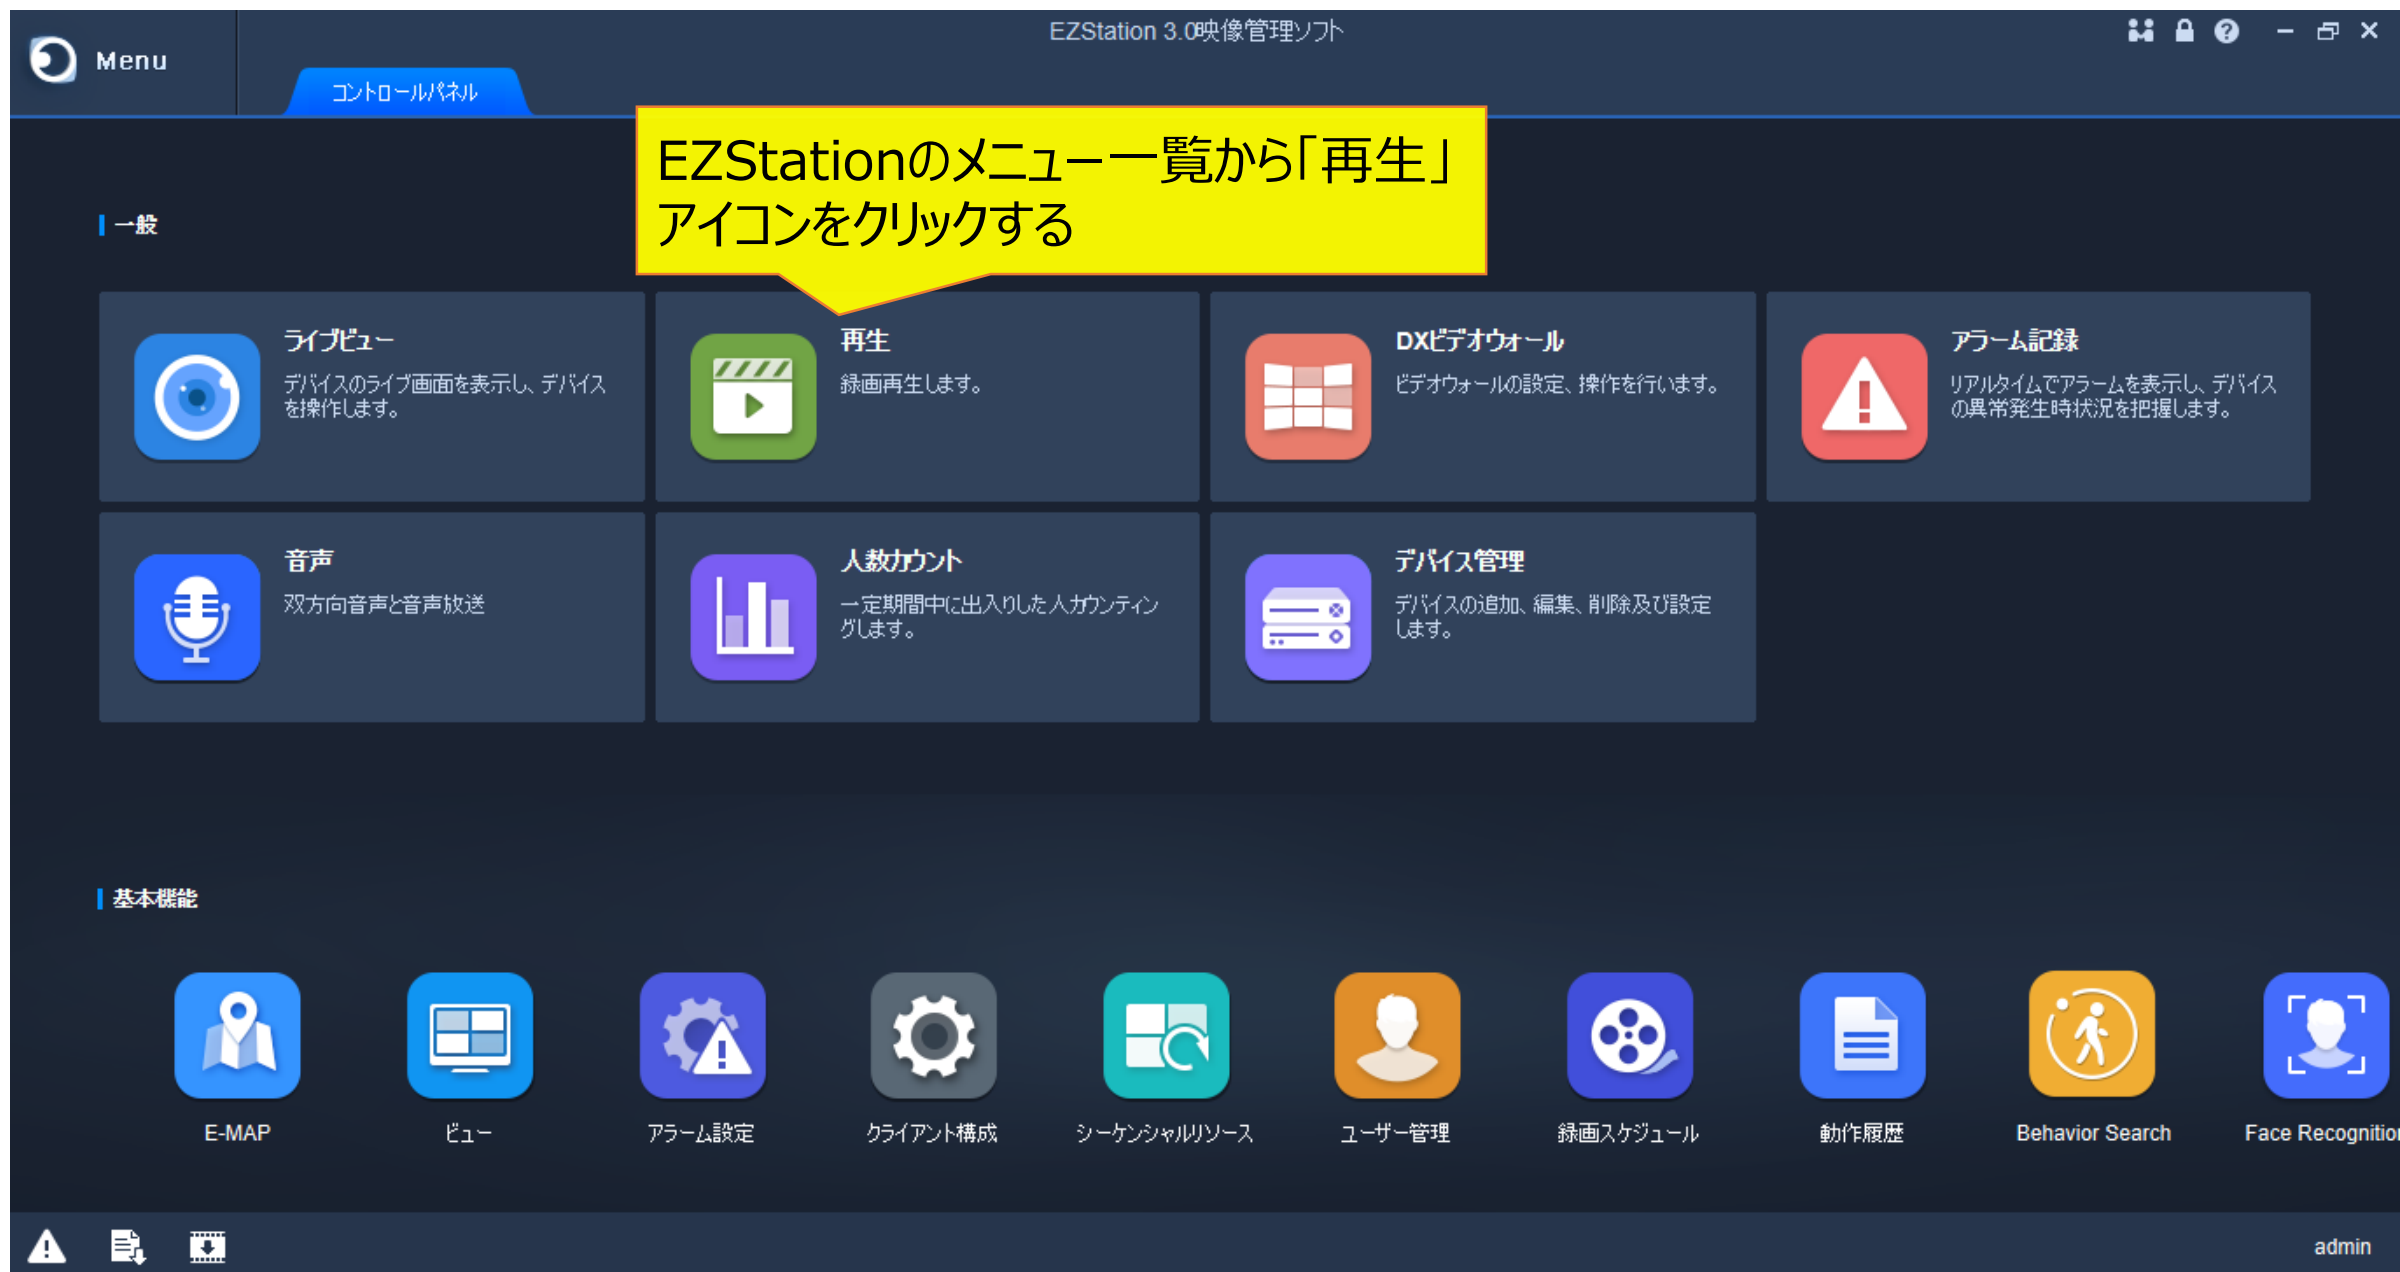 EZStation 3.0映像管理ソフト
Menu
コントロールパネル
EZStationのメニュー一覧から「再生」
アイコンをクリックする
一般
ライブビュー
デバイスのライブ画面を表示し、デバイス
を操作します。
再生
録画再生します。
DXビデオウォール
ビデオウォールの設定、操作を行います。
アラーム記録
リアルタイムでアラームを表示し、デバイス
の異常発生時状況を把握します。
音声
双方向音声と音声放送
人数カウント
一定期間中に出入りした人カウンティン
グします。
デバイス管理
デバイスの追加、編集、削除及び設定
します。
基本機能
E-MAP
ビュー
アラーム設定
クライアント構成
シーケンシャルリソース
ユーザー管理
録画スケジュール
動作履歴
Behavior Search
Face Recognition
admin